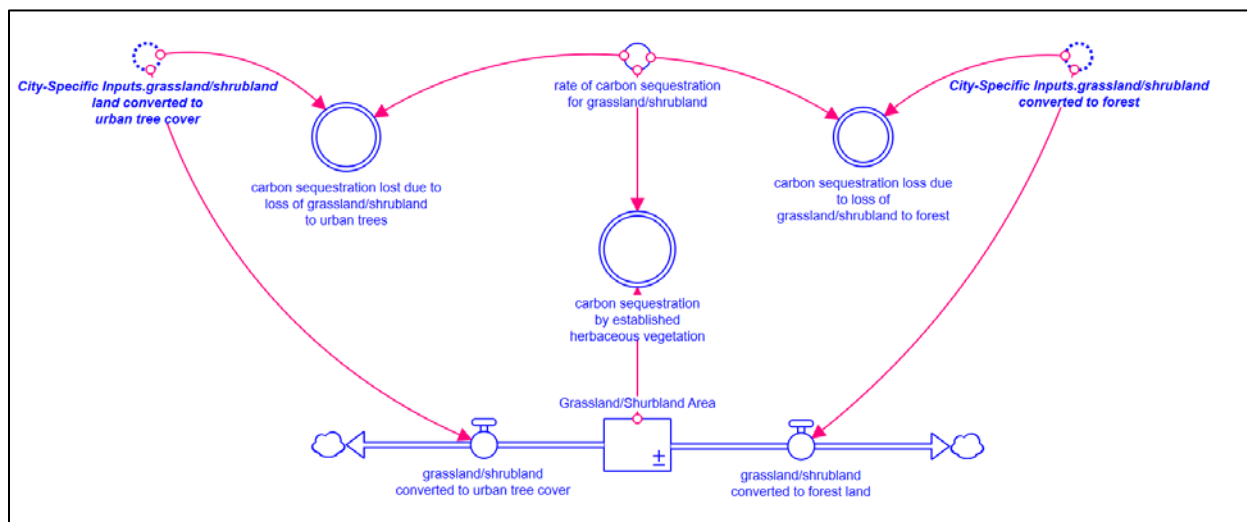 City-Specific Inputs.grassland/shrubland
land converted to
urban tree cover
rate of carbon sequestration
for grassland/shrubland
City-Specific Inputs.grassland/shrubland
converted to forest
carbon sequestration lost due to
loss of grassland/shrubland
to urban trees
carbon sequestration loss due
to loss of
grassland/shrubland to forest
carbon sequestration
by established
herbaceous vegetation
Grassland/Shurbland Area
±
grassland/shrubland
converted to urban tree cover
grassland/shrubland
converted to forest land